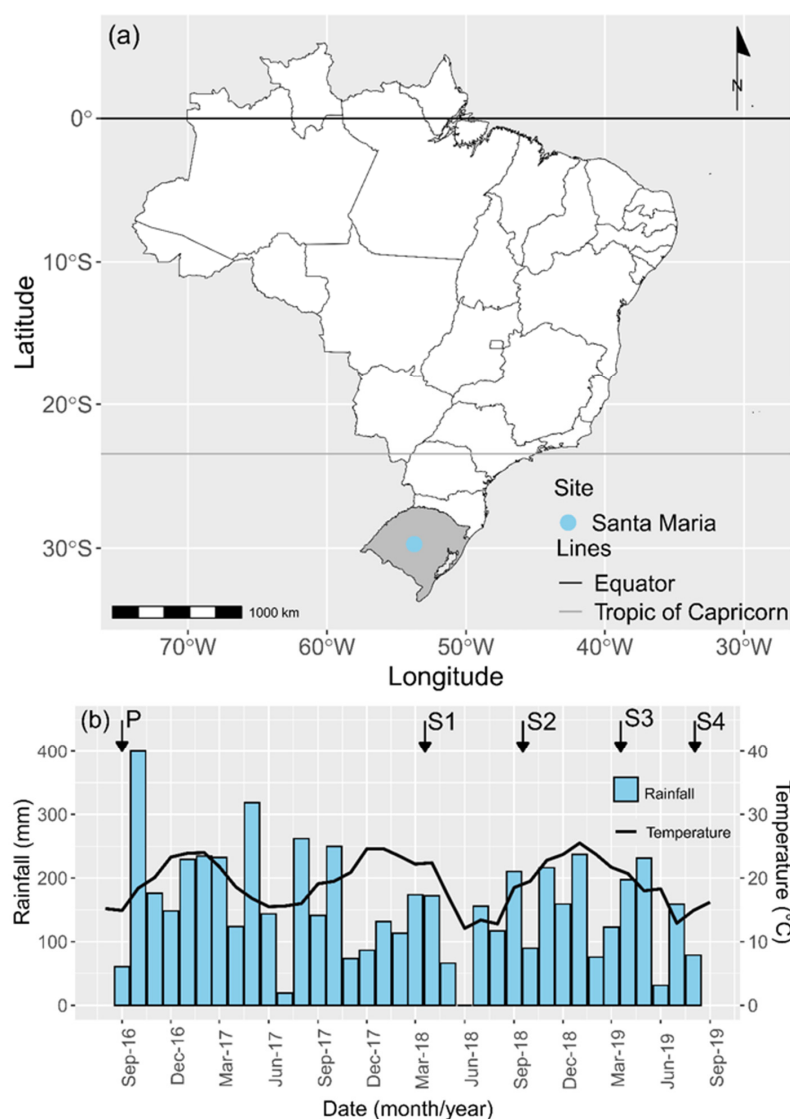 (a)
N
0°
10°S
20°S
30°S
Latitude
Site
Santa Maria
Lines
Equator
Tropic of Capricorn
1000 km
70°W 60°W 50°W 40°W 30°W
Longitude
(b) P S1 S2 S3 S4
400 40
300 30
200 20
100 10
0 0
Rainfall (mm)
Temperature (°C)
Rainfall
Temperature
Sep-16 Dec-16 Mar-17 Jun-17 Sep-17 Dec-17 Mar-18 Jun-18 Sep-18 Dec-18 Mar-19 Jun-19 Sep-19
Date (month/year)